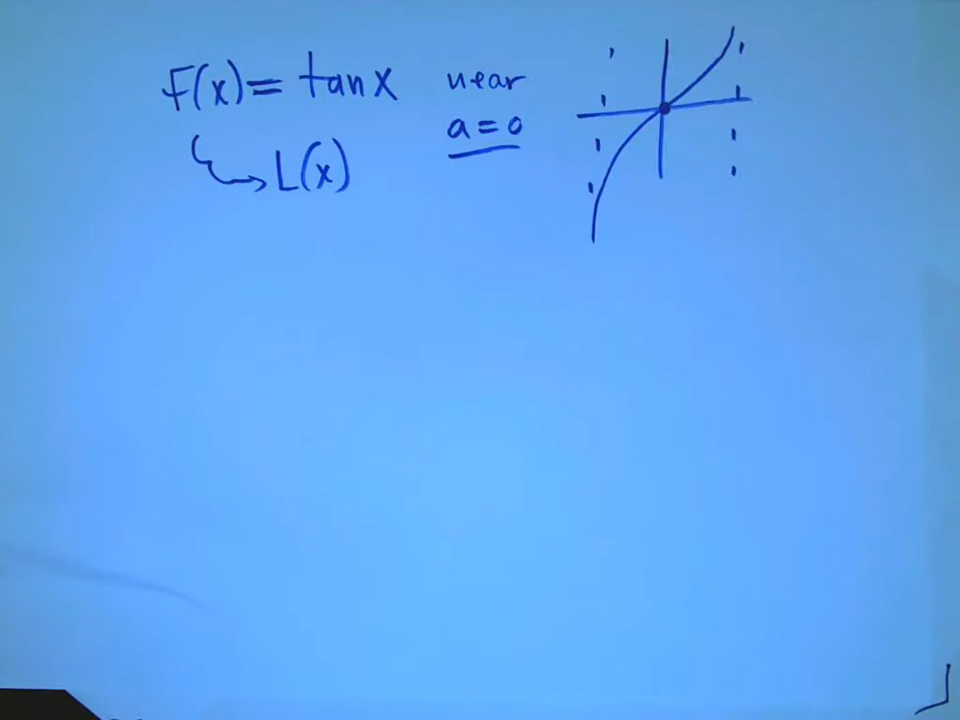 F(x) = tan x near
a = 0
L(x)